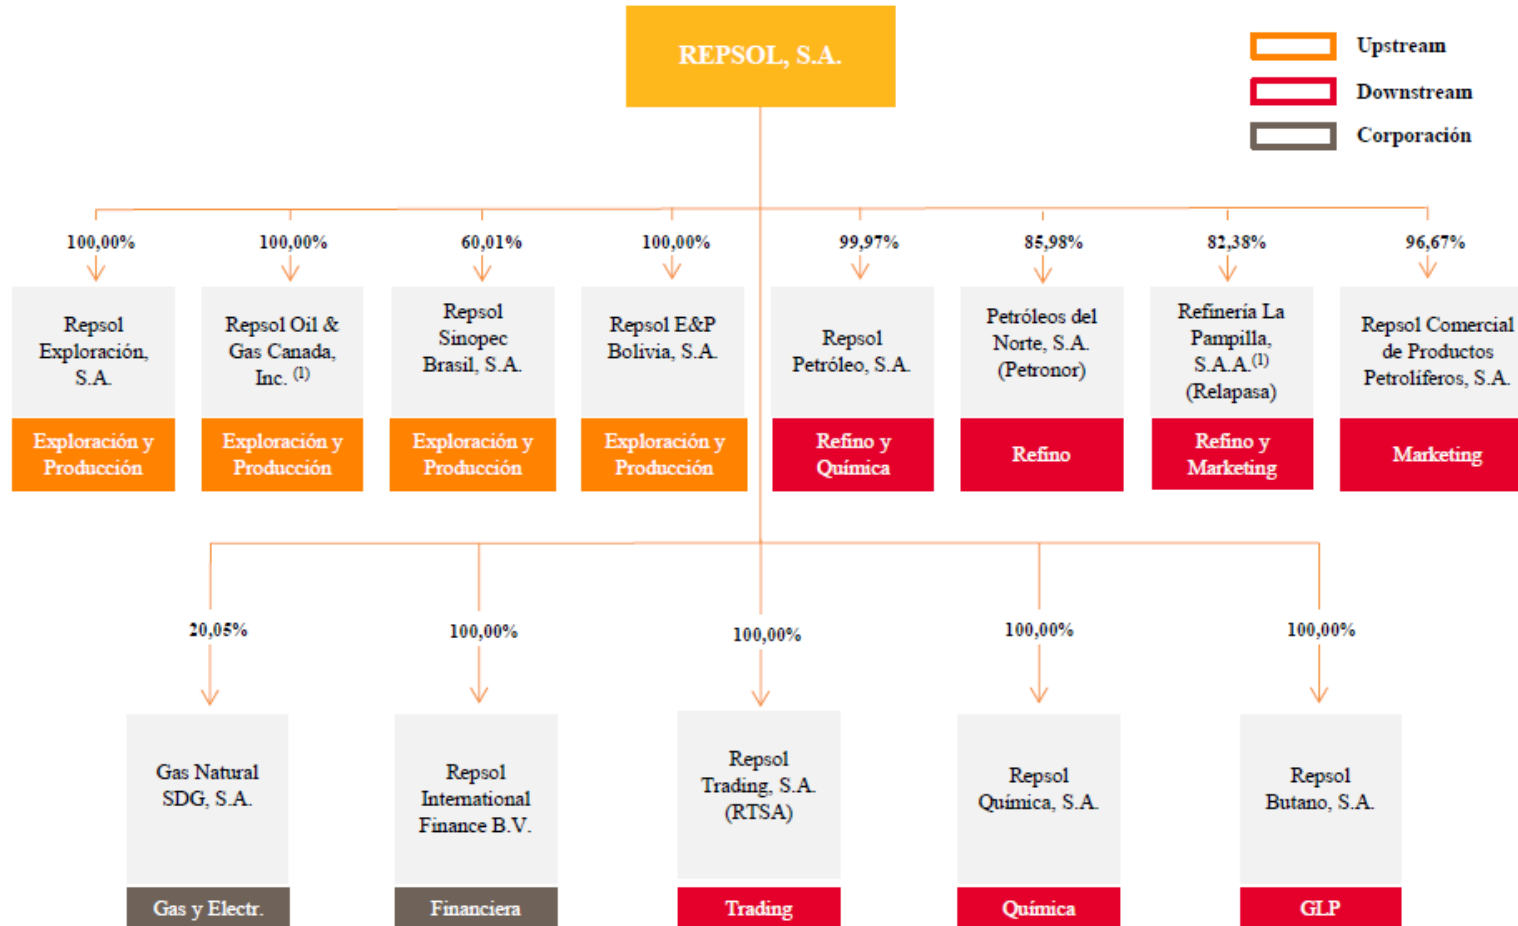 REPSOL, S.A.
Upstream
Downstream
Corporación
100,00%
100,00%
60,01%
100,00%
99,97%
85,98%
82,38%
96,67%
Repsol
Exploración,
S.A.
Repsol Oil &
Gas Canada,
Inc. (1)
Repsol
Sinopec
Brasil, S.A.
Repsol E&P
Bolivia, S.A.
Repsol
Petróleo, S.A.
Petróleos del
Norte, S.A.
(Petronor)
Refinería La
Pampilla,
S.A.A.(1)
(Relapasa)
Repsol Comercial
de Productos
Petrolíferos, S.A.
Exploración y
Producción
Exploración y
Producción
Exploración y
Producción
Exploración y
Producción
Refino y
Química
Refino
Refino y
Marketing
Marketing
20,05%
100,00%
100,00%
100,00%
100,00%
Gas Natural
SDG, S.A.
Repsol
International
Finance B.V.
Repsol
Trading, S.A.
(RTSA)
Repsol
Química, S.A.
Repsol
Butano, S.A.
Gas y Electr.
Financiera
Trading
Química
GLP